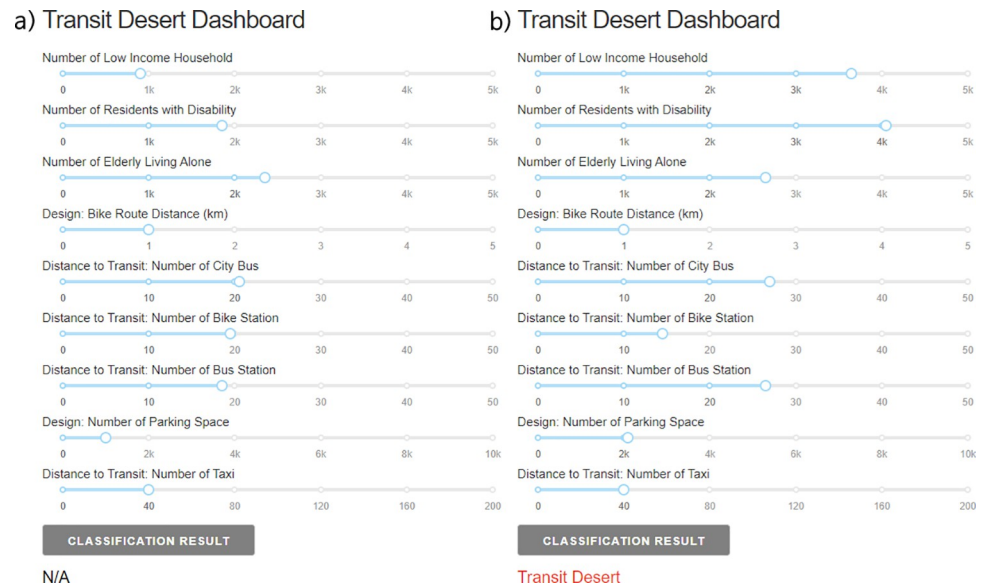 a) Transit Desert Dashboard
Number of Low Income Household
0 1k 2k 3k 4k 5k
Number of Residents with Disability
0 1k 2k 3k 4k 5k
Number of Elderly Living Alone
0 1k 2k 3k 4k 5k
Design: Bike Route Distance (km)
0 1 2 3 4 5
Distance to Transit: Number of City Bus
0 10 20 30 40 50
Distance to Transit: Number of Bike Station
0 10 20 30 40 50
Distance to Transit: Number of Bus Station
0 10 20 30 40 50
Design: Number of Parking Space
0 2k 4k 6k 8k 10k
Distance to Transit: Number of Taxi
0 40 80 120 160 200
CLASSIFICATION RESULT
N/A
b) Transit Desert Dashboard
Number of Low Income Household
0 1k 2k 3k 4k 5k
Number of Residents with Disability
0 1k 2k 3k 4k 5k
Number of Elderly Living Alone
0 1k 2k 3k 4k 5k
Design: Bike Route Distance (km)
0 1 2 3 4 5
Distance to Transit: Number of City Bus
0 10 20 30 40 50
Distance to Transit: Number of Bike Station
0 10 20 30 40 50
Distance to Transit: Number of Bus Station
0 10 20 30 40 50
Design: Number of Parking Space
0 2k 4k 6k 8k 10k
Distance to Transit: Number of Taxi
0 40 80 120 160 200
CLASSIFICATION RESULT
Transit Desert